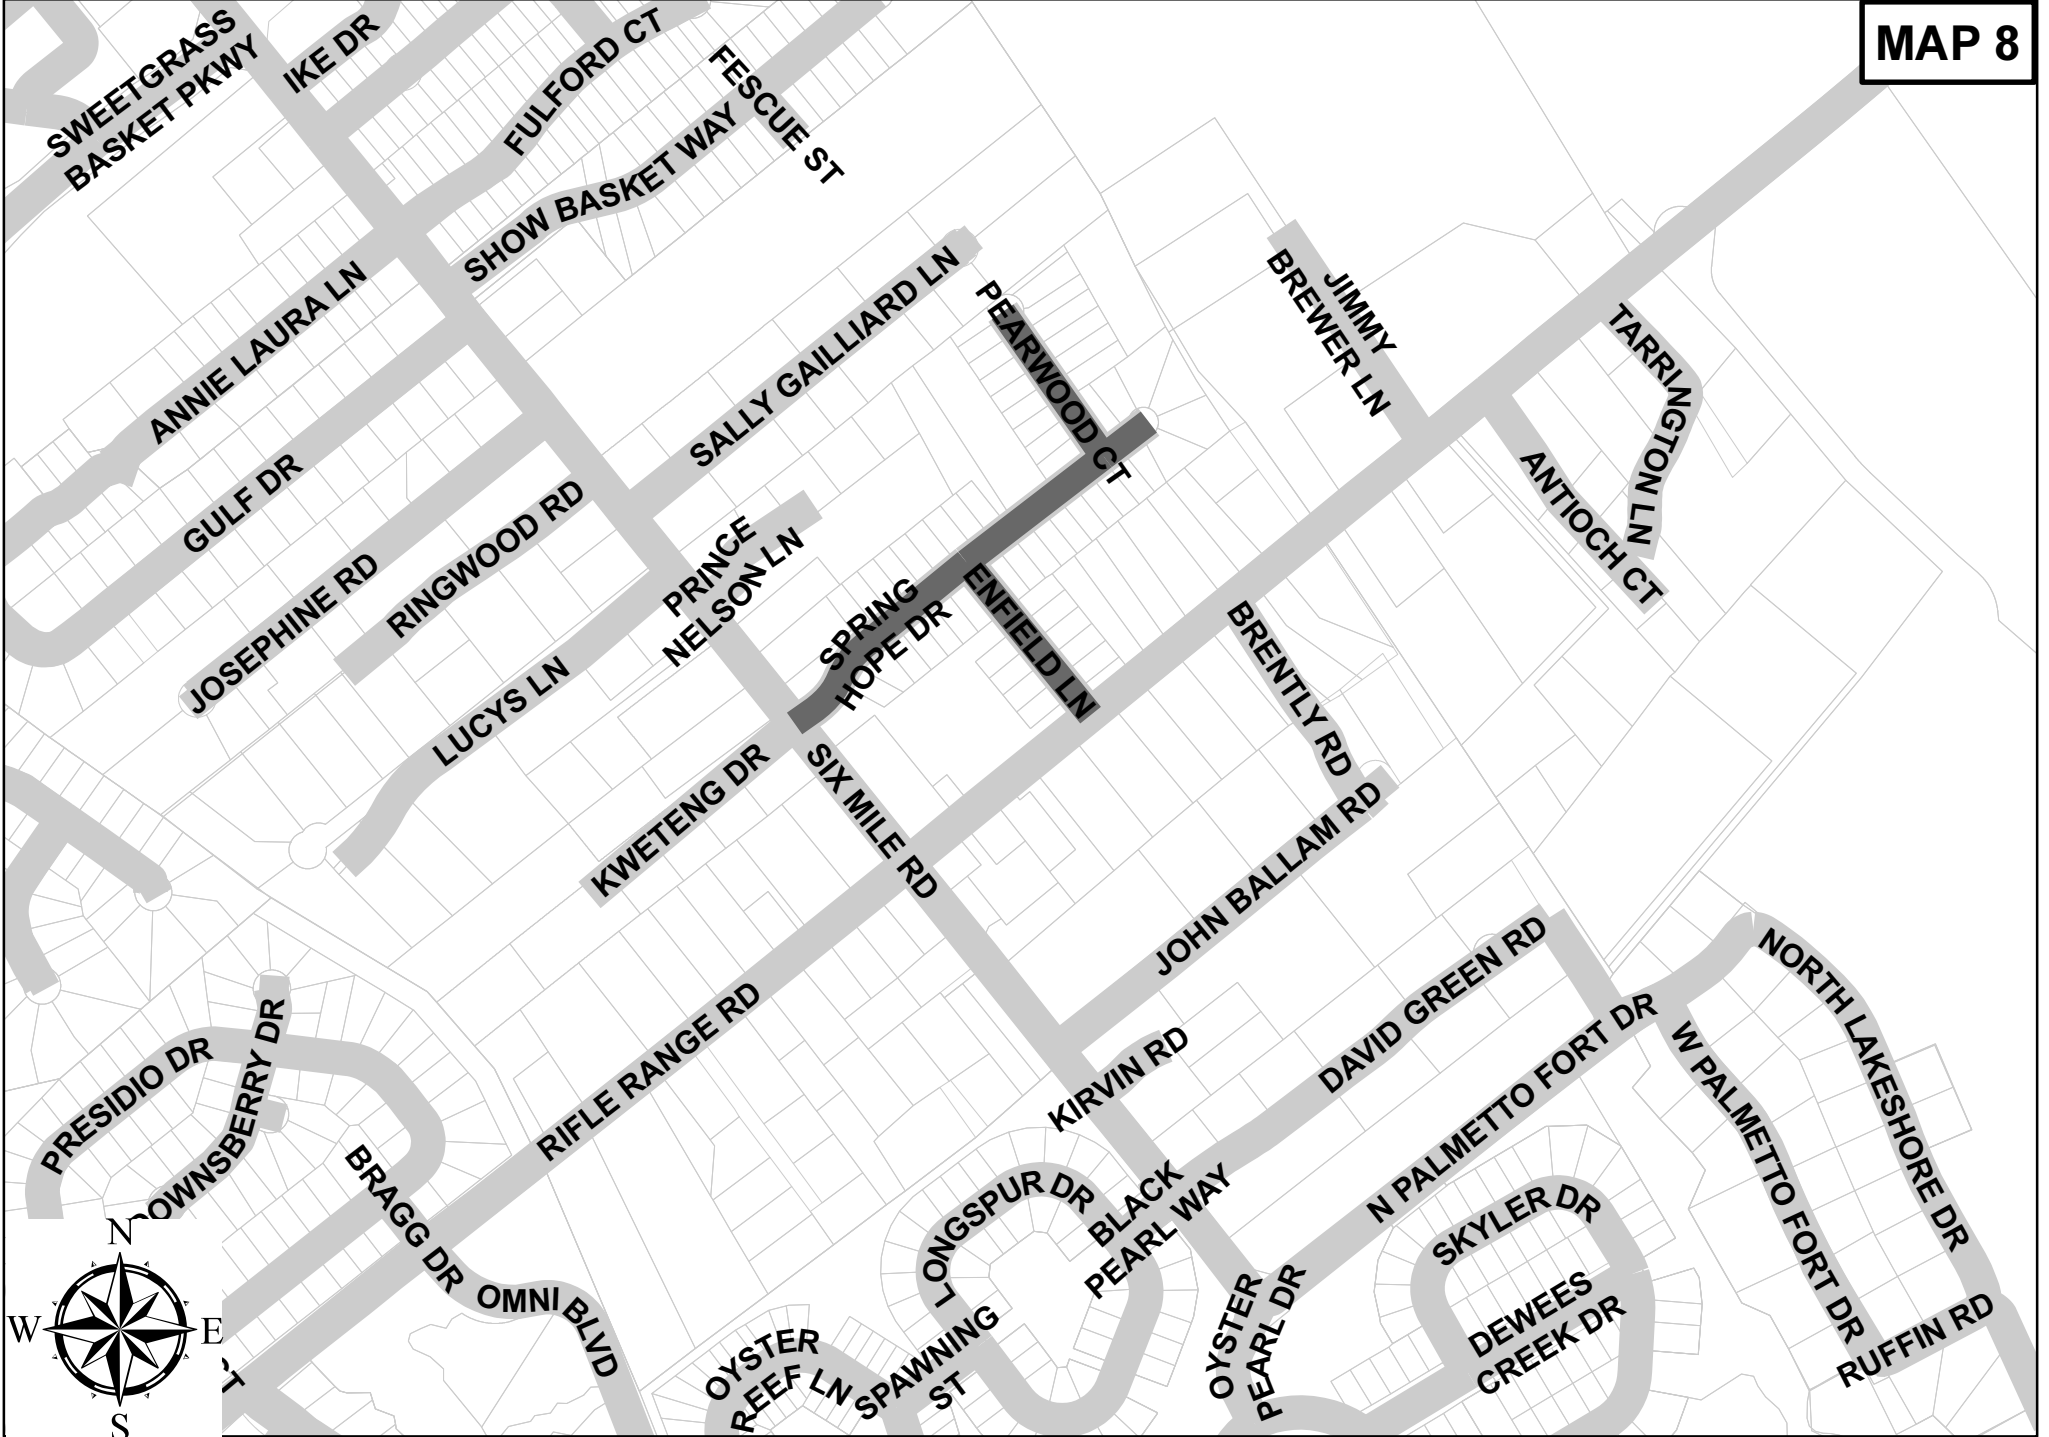 MAP 8
SWEETGRASS
BASKET PKWY
IKE DR
FULFORD CT
FESCUE ST
SHOW BASKET WAY
ANNIE LAURA LN
GULF DR
SALLY GAILLIARD LN
PEARWOOD CT
JIMMY
BREWER LN
TARRINGTON LN
ANTIOCH CT
JOSEPHINE RD
RINGWOOD RD
PRINCE
NELSON LN
SPRING
HOPE DR
ENFIELD LN
BRENTLY RD
LUCYS LN
KWETENG DR
SIX MILE RD
JOHN BALLAM RD
DAVID GREEN RD
NORTH LAKESHORE DR
RIFLE RANGE RD
KIRVIN RD
N PALMETTO FORT DR
W PALMETTO FORT DR
PRESIDIO DR
DOWNSBERRY DR
BRAGG DR
OMNI BLVD
LONGSPUR DR
BLACK
PEARL WAY
SKYLER DR
DEWEES
CREEK DR
RUFFIN RD
OYSTER
PEARL DR
OYSTER
REEF LN
SPAWNING
ST
N
W
E
S
CT